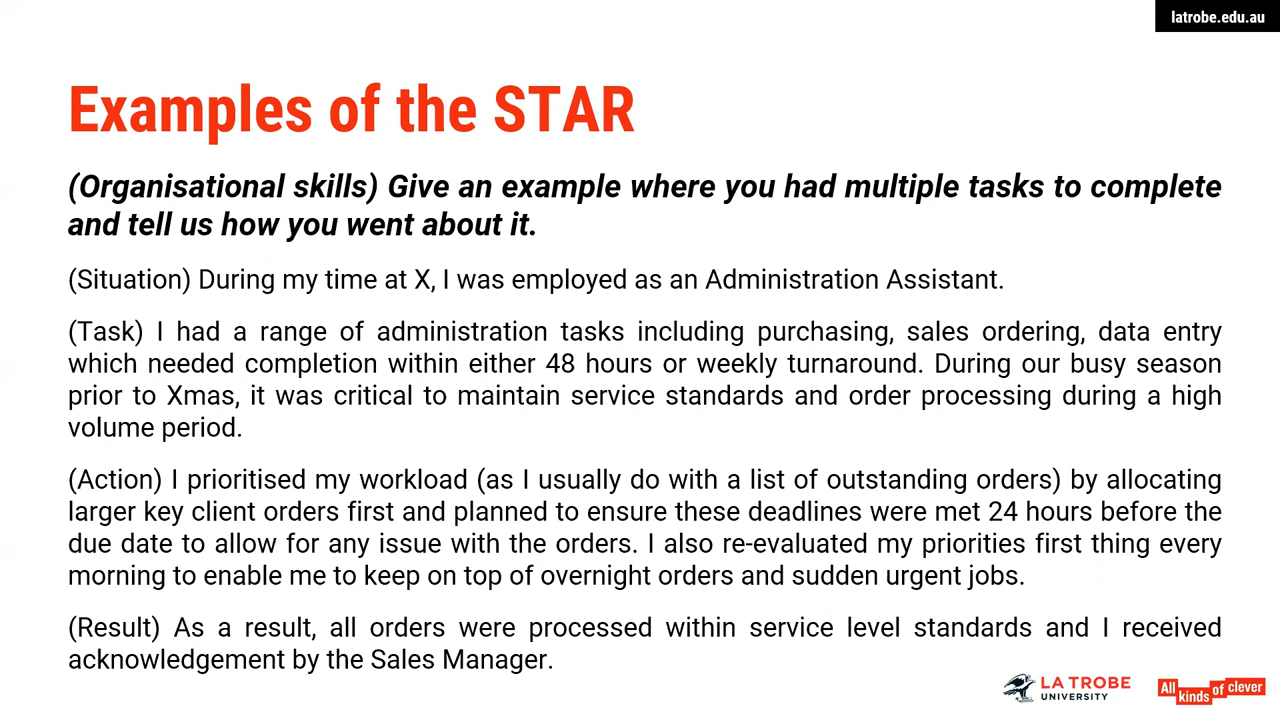 latrobe.edu.au
Examples of the STAR
(Organisational skills) Give an example where you had multiple tasks to complete
and tell us how you went about it.
(Situation) During my time at X, I was employed as an Administration Assistant.
(Task) I had a range of administration tasks including purchasing, sales ordering, data entry
which needed completion within either 48 hours or weekly turnaround. During our busy season
prior to Xmas, it was critical to maintain service standards and order processing during a high
volume period.
(Action) I prioritised my workload (as I usually do with a list of outstanding orders) by allocating
larger key client orders first and planned to ensure these deadlines were met 24 hours before the
due date to allow for any issue with the orders. I also re-evaluated my priorities first thing every
morning to enable me to keep on top of overnight orders and sudden urgent jobs.
(Result) As a result, all orders were processed within service level standards and I received
acknowledgement by the Sales Manager.
LA TROBE
UNIVERSITY
All kinds of clever